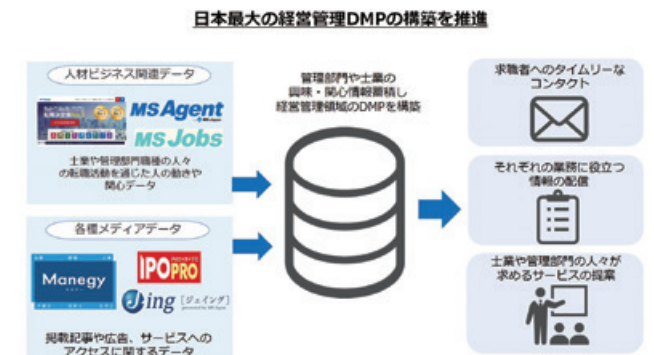 日本最大の経営管理DMPの構築を推進
人材ビジネス関連データ
MS Agent
MS Jobs
士業や管理部門職種の人々
の転職活動を通じた人の動きや
関心データ
各種メディアデータ
Manegy
IPO
PRO
Jing [ジェイング]
掲載記事や広告、サービスへの
アクセスに関するデータ
管理部門や士業の
興味・関心情報蓄積し
経営管理領域のDMPを構築
求職者へのタイムリーな
コンタクト
それぞれの業務に役立つ
情報の配信
士業や管理部門の人々が
求めるサービスの提案